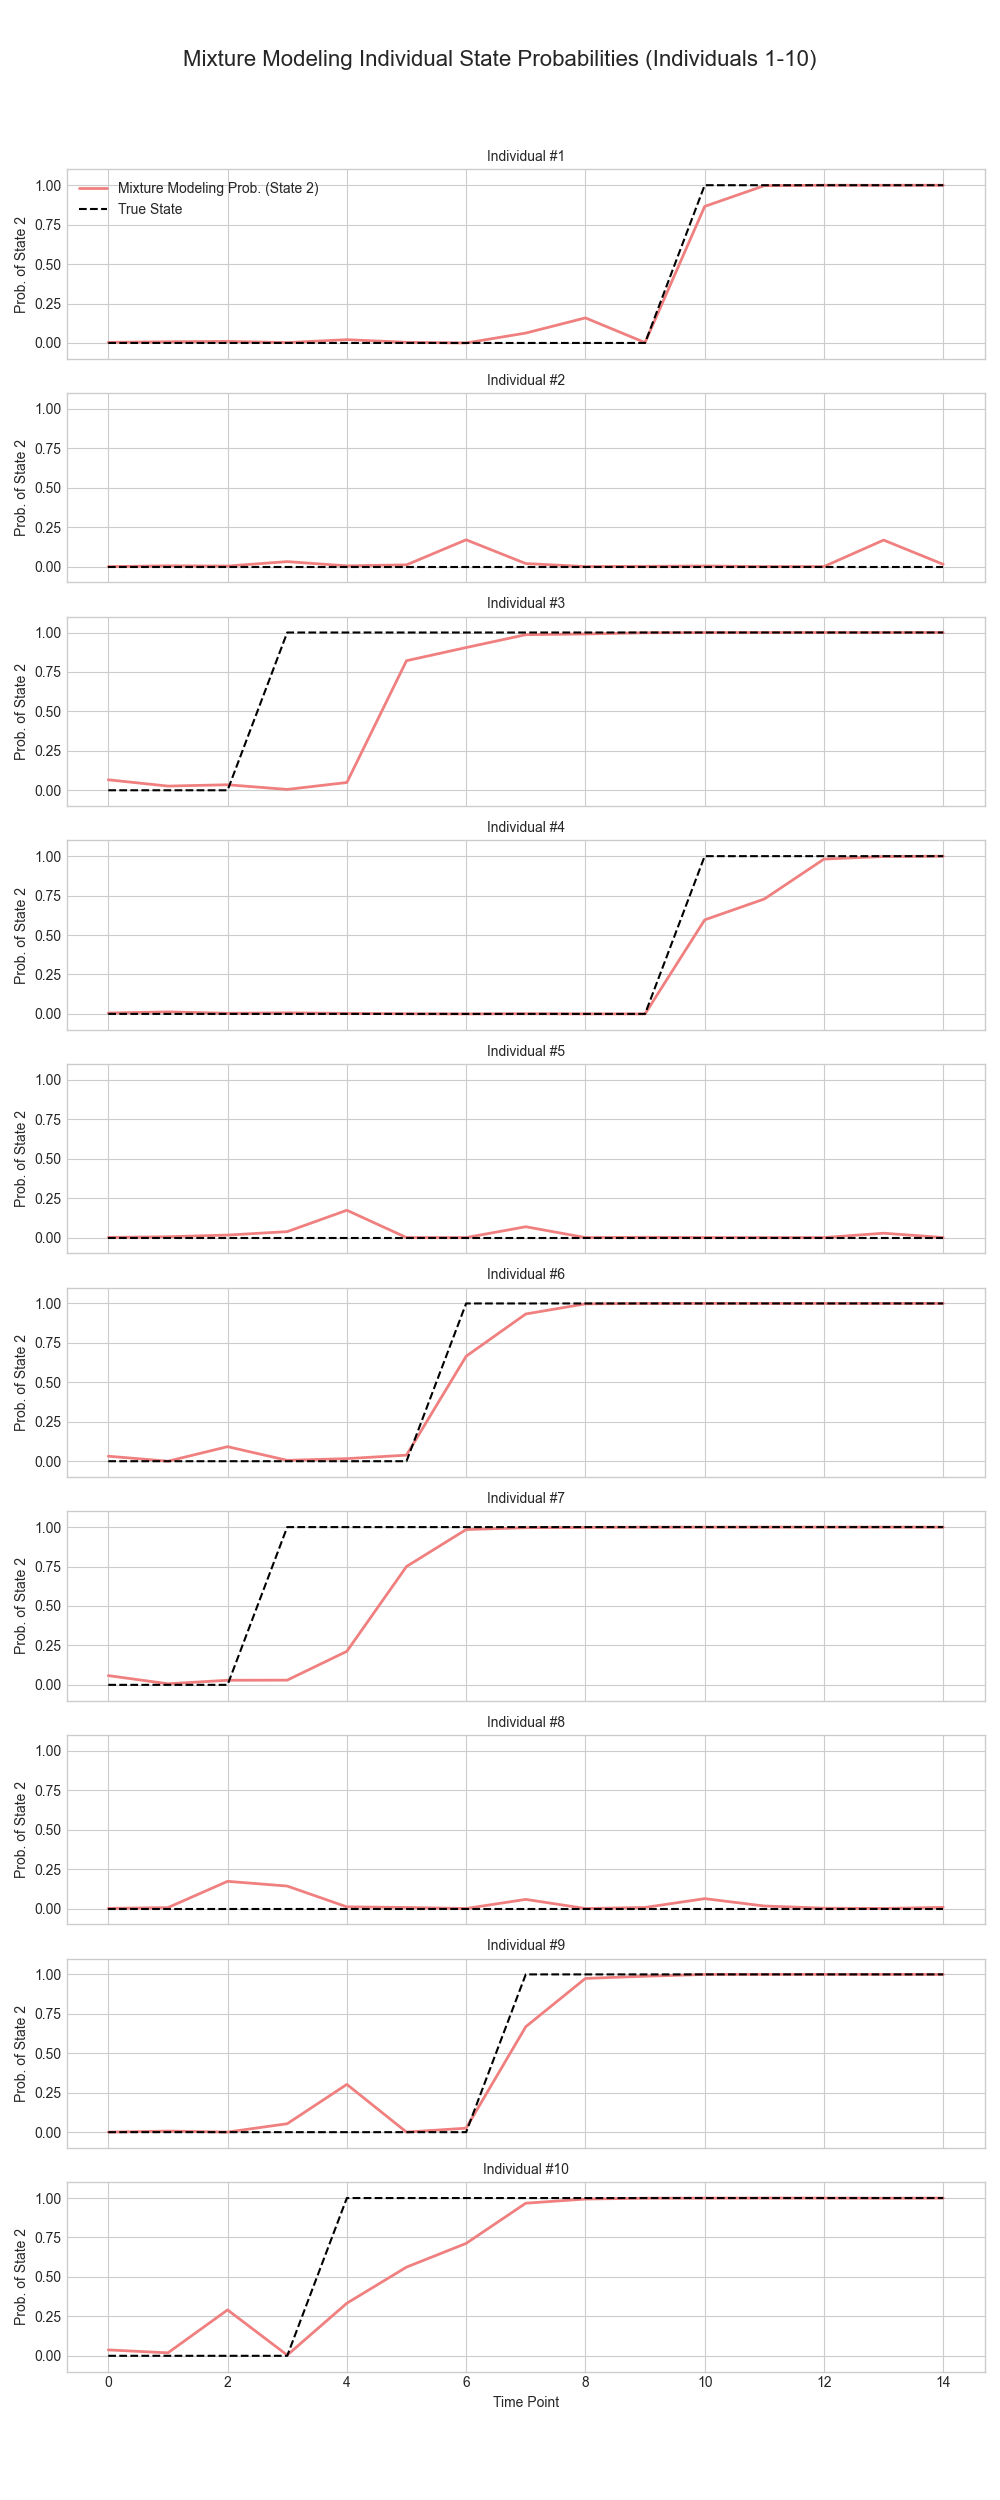 Mixture Modeling Individual State Probabilities (Individuals 1-10)
Individual #1
Mixture Modeling Prob. (State 2)
True State
1.00
0.75
0.50
0.25
0.00
Prob. of State 2
Individual #2
1.00
0.75
0.50
0.25
0.00
Prob. of State 2
Individual #3
1.00
0.75
0.50
0.25
0.00
Prob. of State 2
Individual #4
1.00
0.75
0.50
0.25
0.00
Prob. of State 2
Individual #5
1.00
0.75
0.50
0.25
0.00
Prob. of State 2
Individual #6
1.00
0.75
0.50
0.25
0.00
Prob. of State 2
Individual #7
1.00
0.75
0.50
0.25
0.00
Prob. of State 2
Individual #8
1.00
0.75
0.50
0.25
0.00
Prob. of State 2
Individual #9
1.00
0.75
0.50
0.25
0.00
Prob. of State 2
Individual #10
1.00
0.75
0.50
0.25
0.00
Prob. of State 2
0 2 4 6 8 10 12 14
Time Point